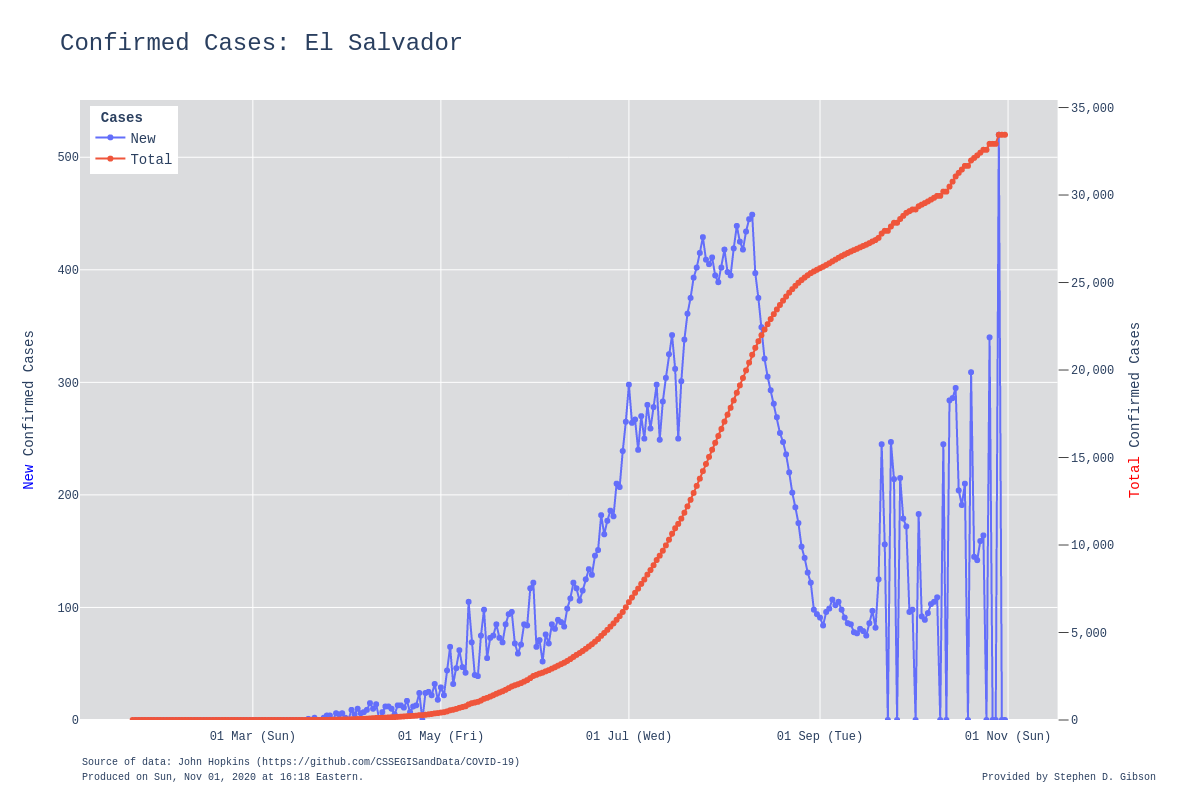 Confirmed Cases: El Salvador
Cases
New
Total
500
400
300
200
100
0
35,000
30,000
25,000
20,000
15,000
10,000
5,000
0
New Confirmed Cases
Total Confirmed Cases
01 Mar (Sun)
01 May (Fri)
01 Jul (Wed)
01 Sep (Tue)
01 Nov (Sun)
Source of data: John Hopkins (https://github.com/CSSEGISandData/COVID-19)
Produced on Sun, Nov 01, 2020 at 16:18 Eastern.
Provided by Stephen D. Gibson